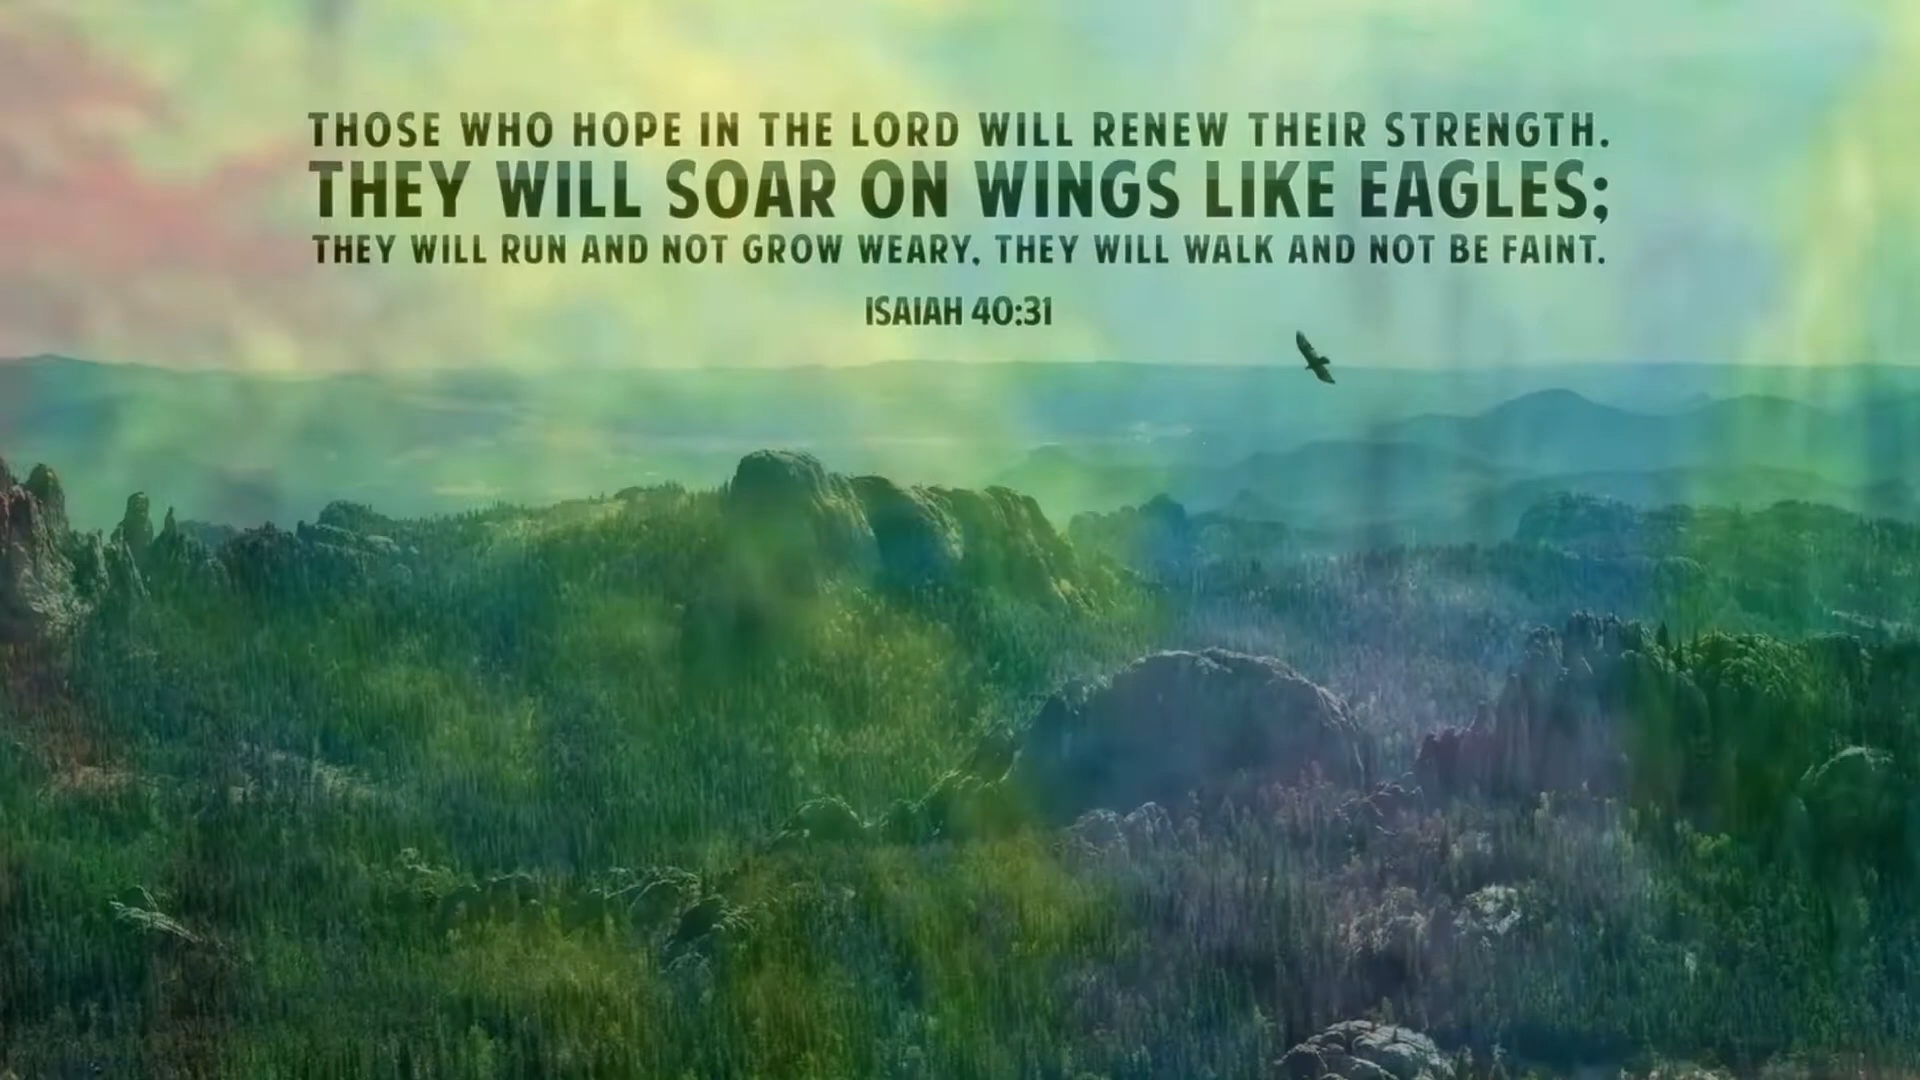 THOSE WHO HOPE IN THE LORD WILL RENEW THEIR STRENGTH.
THEY WILL SOAR ON WINGS LIKE EAGLES;
THEY WILL RUN AND NOT GROW WEARY, THEY WILL WALK AND NOT BE FAINT.
ISAIAH 40:31